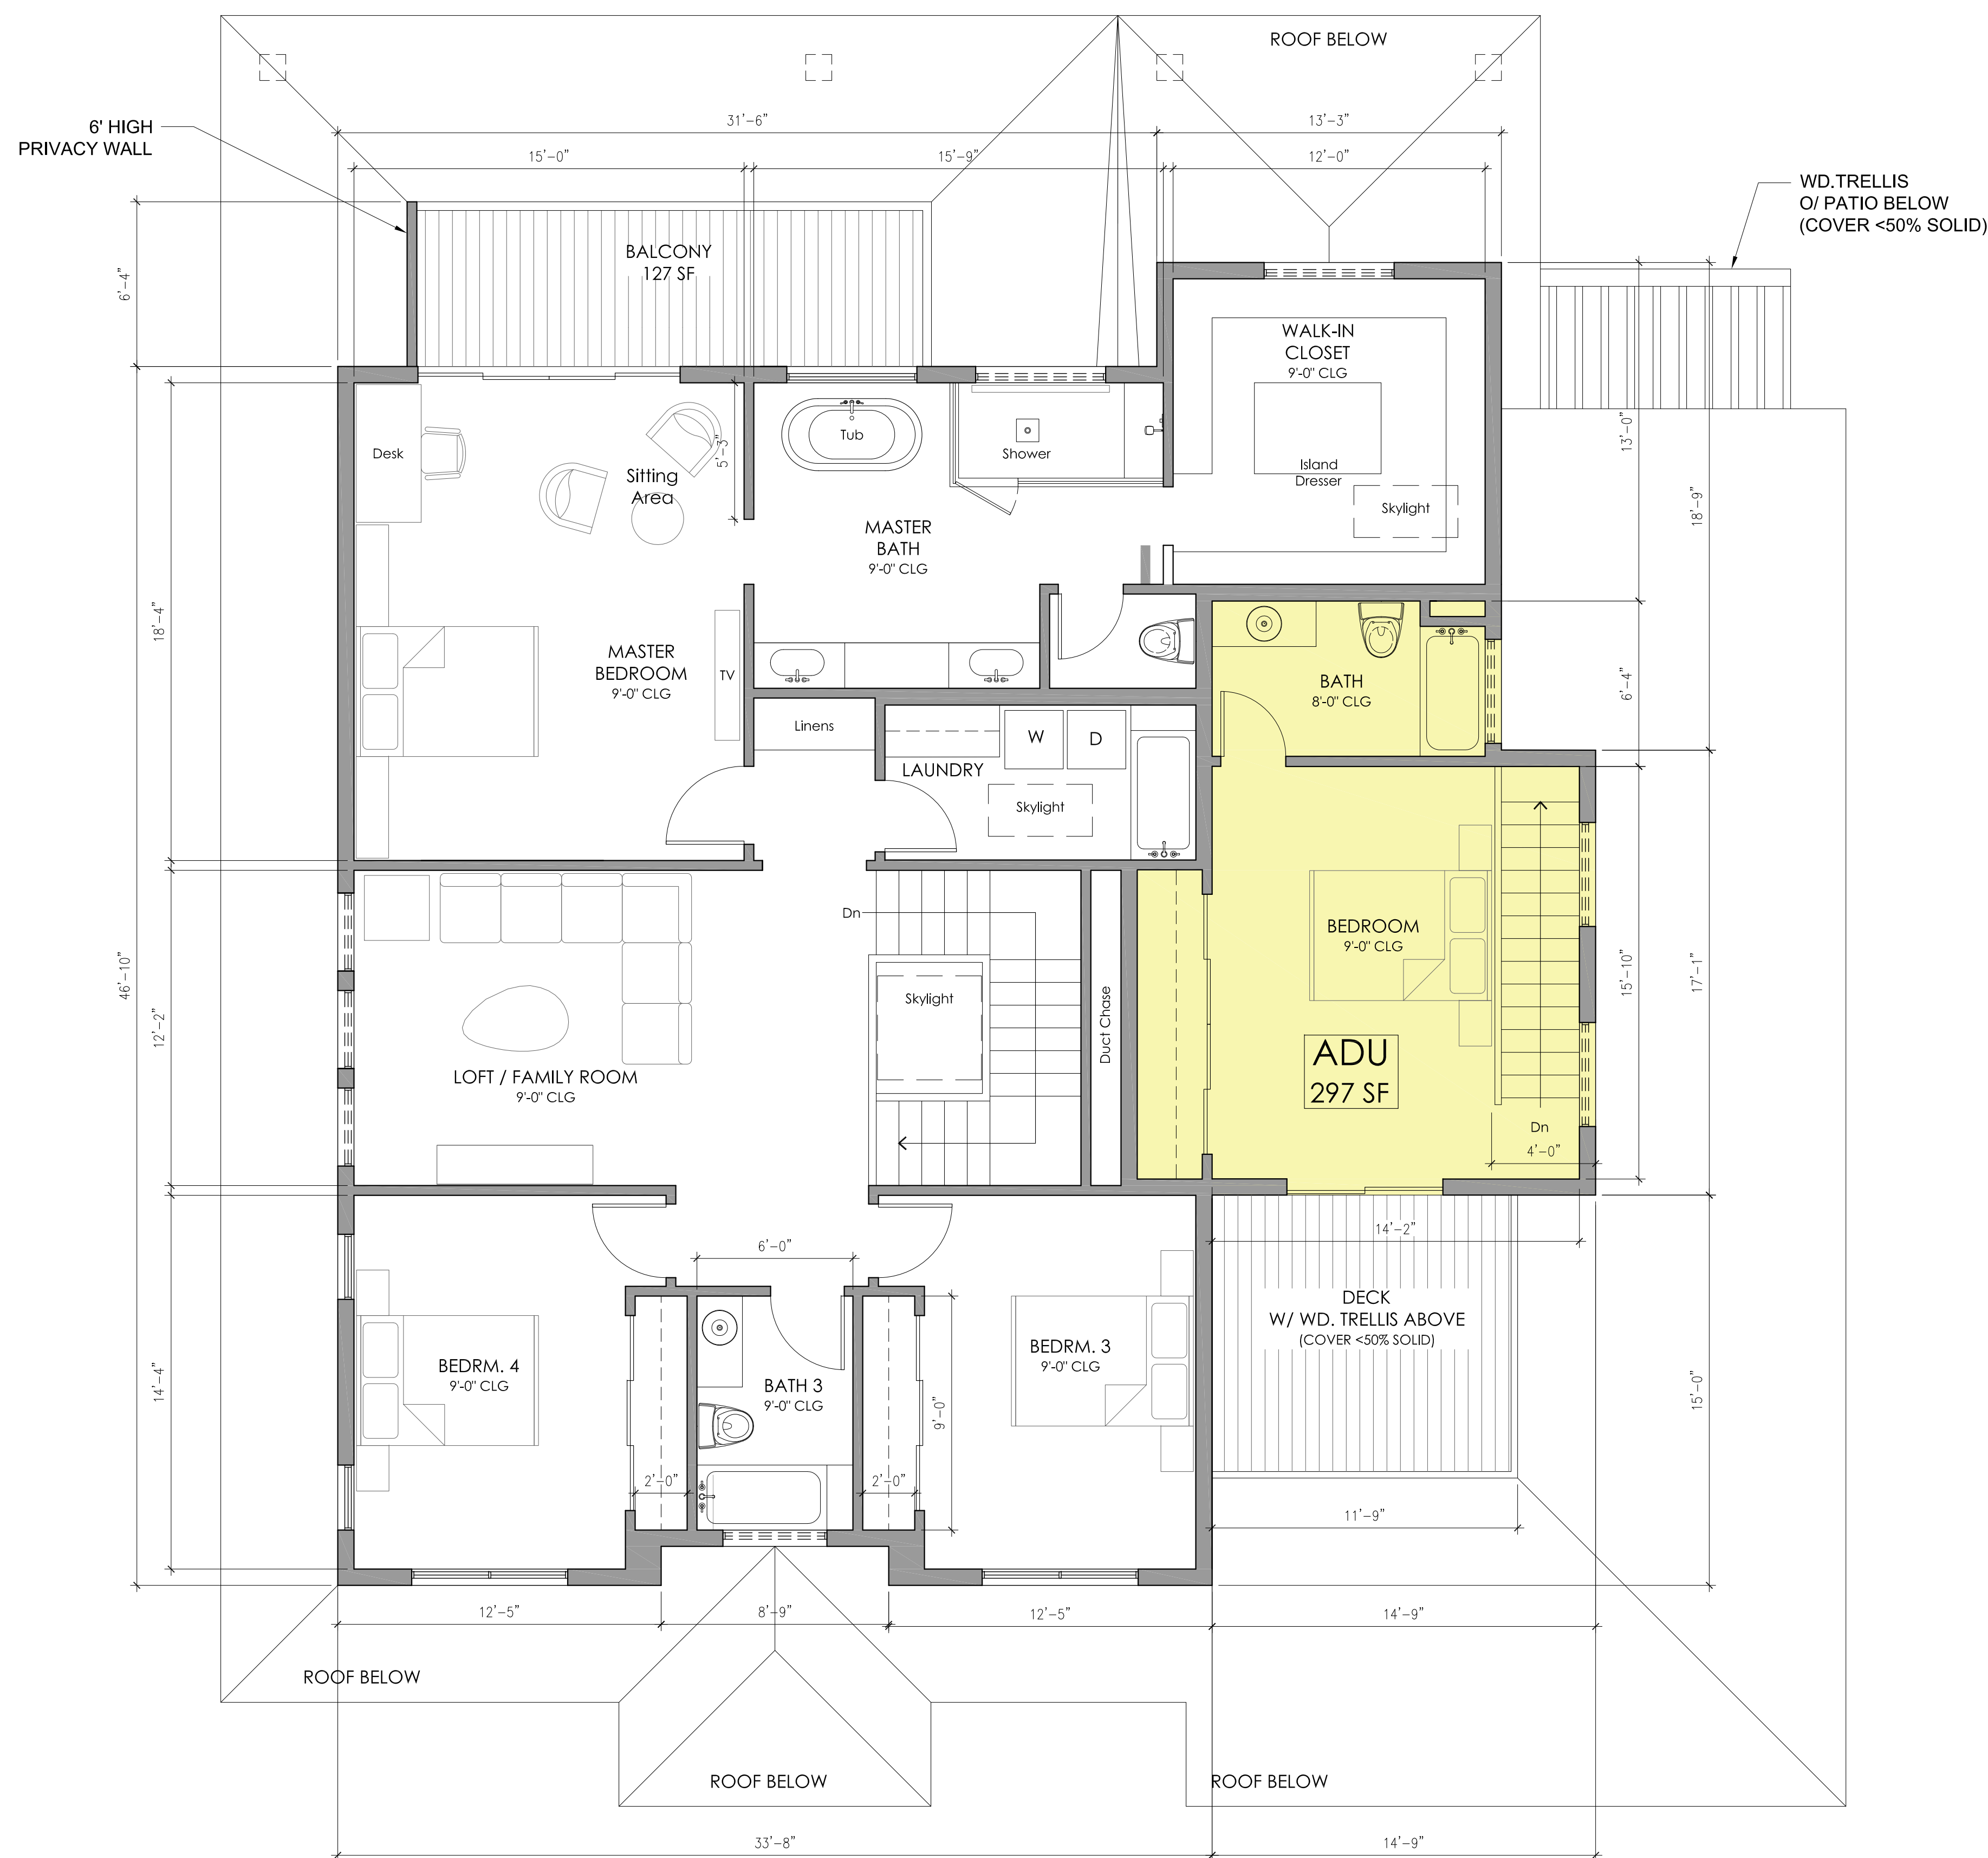 ROOF BELOW
6' HIGH
PRIVACY WALL
31'-6"
13'-3"
15'-0"
15'-9"
12'-0"
WD.TRELLIS
O/ PATIO BELOW
(COVER <50% SOLID)
6'-4"
BALCONY
127 SF
WALK-IN
CLOSET
9'-0" CLG
Island
Dresser
Skylight
13'-0"
18'-9"
Desk
Sitting
Area
5'-3"
Tub
Shower
MASTER
BATH
9'-0" CLG
18'-4"
MASTER
BEDROOM
9'-0" CLG
TV
BATH
8'-0" CLG
6'-4"
Linens
W
D
LAUNDRY
Skylight
46'-10"
12'-2"
Dn
Skylight
Duct Chase
LOFT / FAMILY ROOM
9'-0" CLG
BEDROOM
9'-0" CLG
ADU
297 SF
15'-10"
17'-1"
Dn
4'-0"
14'-2"
6'-0"
14'-4"
BEDRM. 4
9'-0" CLG
BATH 3
9'-0" CLG
BEDRM. 3
9'-0" CLG
9'-0"
2'-0"
2'-0"
DECK
W/ WD. TRELLIS ABOVE
(COVER <50% SOLID)
15'-0"
11'-9"
12'-5"
8'-9"
12'-5"
14'-9"
ROOF BELOW
ROOF BELOW
ROOF BELOW
33'-8"
14'-9"